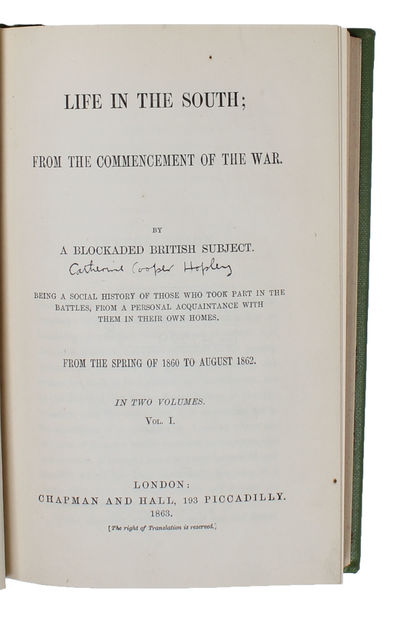 LIFE IN THE SOUTH;
FROM THE COMMENCEMENT OF THE WAR.
BY
A BLOCKADED BRITISH SUBJECT.
Catherine Cooper Hopley
BEING A SOCIAL HISTORY OF THOSE WHO TOOK PART IN THE
BATTLES, FROM A PERSONAL ACQUAINTANCE WITH
THEM IN THEIR OWN HOMES.
FROM THE SPRING OF 1860 TO AUGUST 1862.
IN TWO VOLUMES.
VOL. I.
LONDON:
CHAPMAN AND HALL, 193 PICCADILLY.
1863.
[The right of Translation is reserved.]